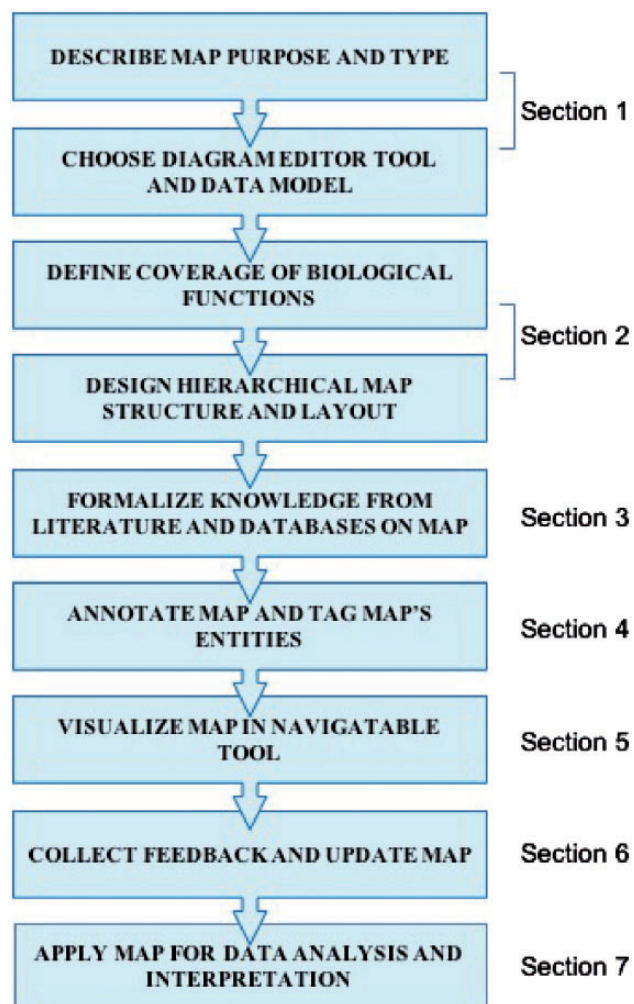 DESCRIBE MAP PURPOSE AND TYPE
Section 1
CHOOSE DIAGRAM EDITOR TOOL
AND DATA MODEL
DEFINE COVERAGE OF BIOLOGICAL
FUNCTIONS
Section 2
DESIGN HIERARCHICAL MAP
STRUCTURE AND LAYOUT
FORMALIZE KNOWLEDGE FROM
LITERATURE AND DATABASES ON MAP
Section 3
ANNOTATE MAP AND TAG MAP'S
ENTITIES
Section 4
VISUALIZE MAP IN NAVIGATABLE
TOOL
Section 5
COLLECT FEEDBACK AND UPDATE MAP
Section 6
APPLY MAP FOR DATA ANALYSIS AND
INTERPRETATION
Section 7